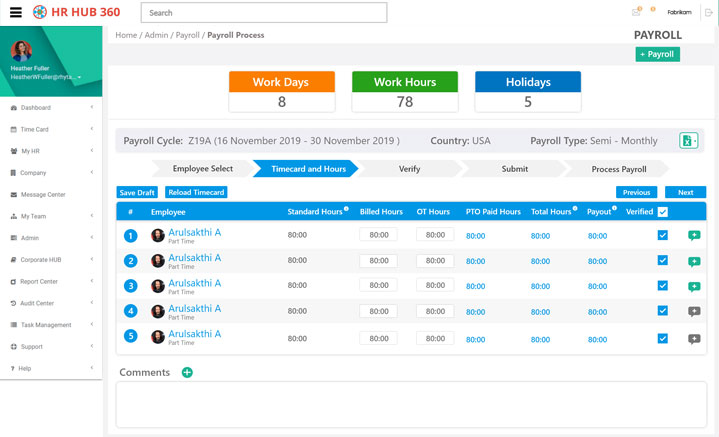 HR HUB 360
Search
Fabrikam
Heather Fuller
HeatherWFuller@rhyta...
Dashboard
Time Card
My HR
Company
Message Center
My Team
Admin
Corporate HUB
Report Center
Audit Center
Task Management
Support
Help
Home / Admin / Payroll / Payroll Process
PAYROLL
+ Payroll
Work Days
8
Work Hours
78
Holidays
5
Payroll Cycle: Z19A (16 November 2019 - 30 November 2019 ) Country: USA Payroll Type: Semi - Monthly
Employee Select Timecard and Hours Verify Submit Process Payroll
Save Draft Reload Timecard Previous Next
# Employee Standard Hours Billed Hours OT Hours PTO Paid Hours Total Hours Payout Verified
1 Arulsakthi A 80:00 80:00 80:00 80:00 80:00 80:00
Part Time
2 Arulsakthi A 80:00 80:00 80:00 80:00 80:00 80:00
Part Time
3 Arulsakthi A 80:00 80:00 80:00 80:00 80:00 80:00
Part Time
4 Arulsakthi A 80:00 80:00 80:00 80:00 80:00 80:00
Part Time
5 Arulsakthi A 80:00 80:00 80:00 80:00 80:00 80:00
Part Time
Comments